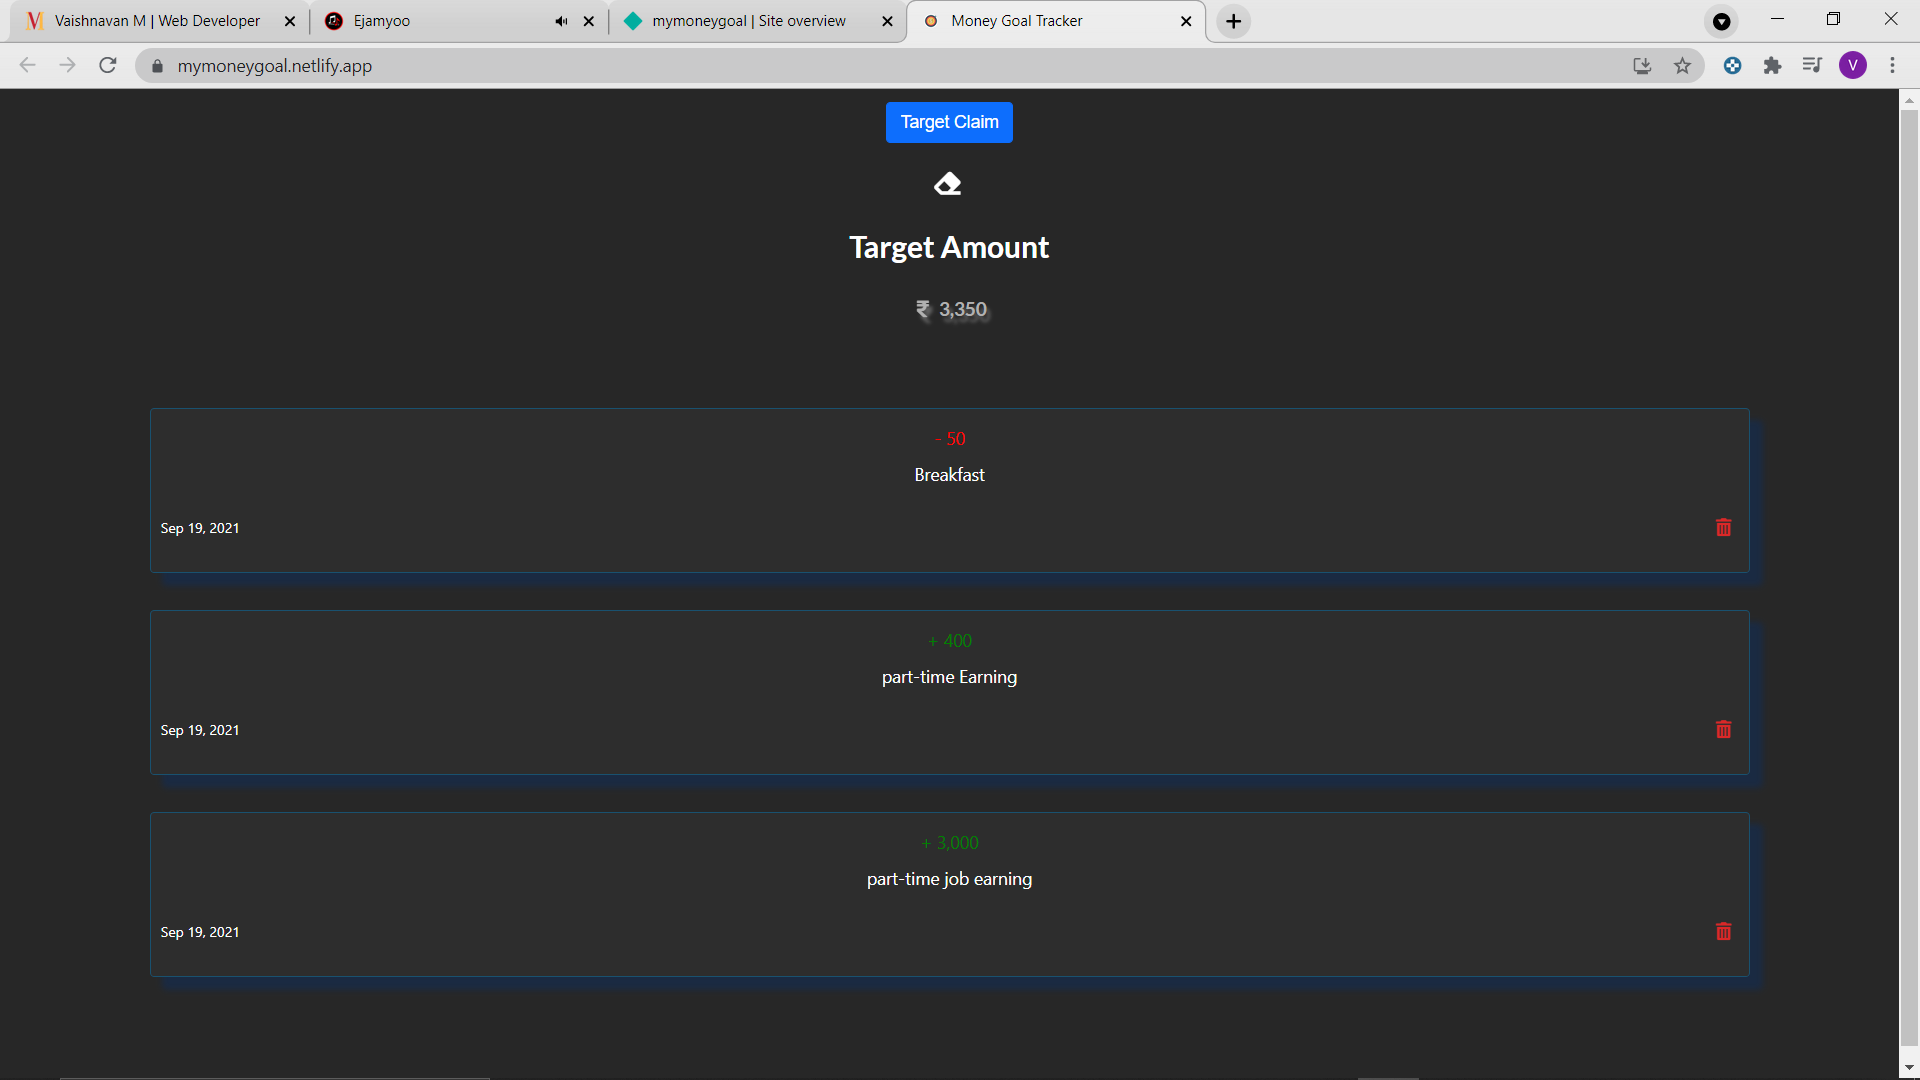 Vaishnavan M | Web Developer
Ejamyoo
mymoneygoal | Site overview
Money Goal Tracker
mymoneygoal.netlify.app
V
Target Claim
Target Amount
₹ 3,350
- 50
Breakfast
Sep 19, 2021
+ 400
part-time Earning
Sep 19, 2021
+ 3,000
part-time job earning
Sep 19, 2021